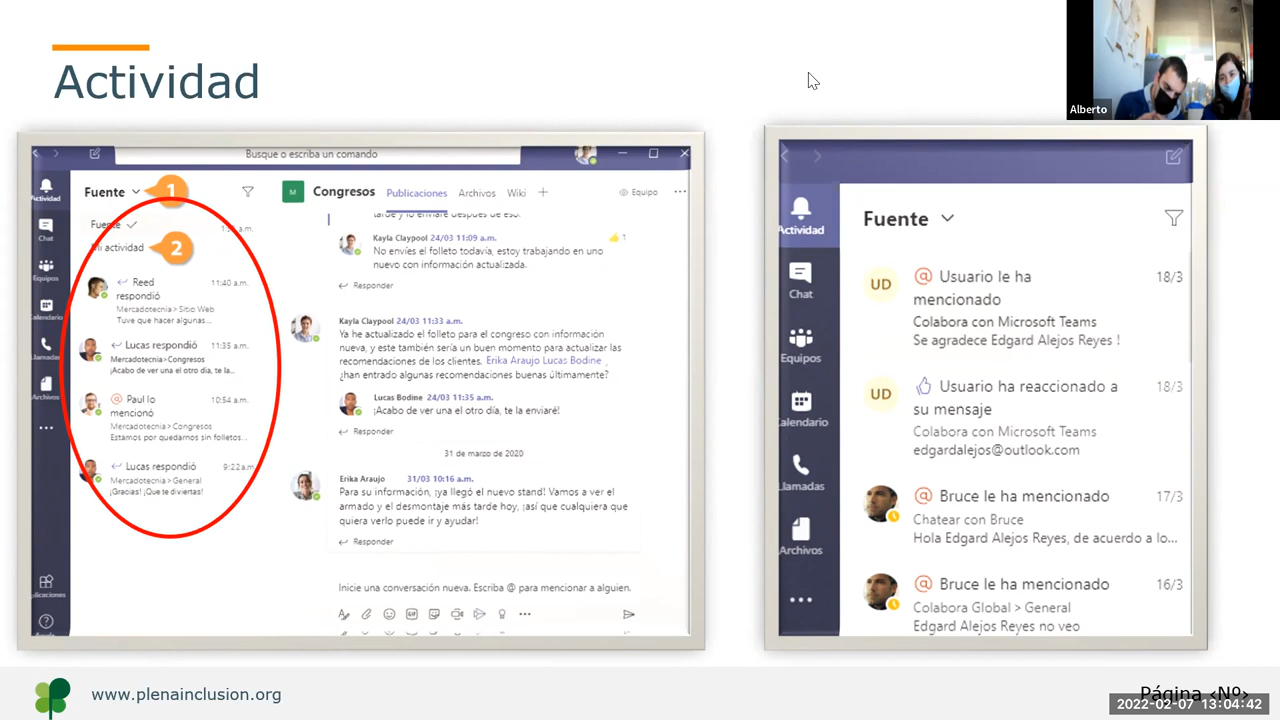 Actividad
Alberto
Busque o escriba un comando
Actividad
Chat
Equipos
Calendario
Llamadas
Archivos
Fuente
1
Fuente
Mi actividad
2
Reed
11:40 a.m.
respondió
Mercadotecnia > Sitio Web
Tuve que hacer algunas...
Lucas respondió
11:35 a.m.
Mercadotecnia > Congresos
¡Acabo de ver una el otro día, te la...
Paul lo
10:54 a.m.
mencionó
Mercadotecnia > Congresos
Estamos por quedarnos sin folletos...
Lucas respondió
9:22 a.m.
Mercadotecnia > General
¡Gracias! ¡Que te diviertas!
M
Congresos
Publicaciones
Archivos
Wiki
Equipo
tarde y lo enviaré después de eso.
Kayla Claypool 24/03 11:09 a.m.
1
No envíes el folleto todavía, estoy trabajando en uno
nuevo con información actualizada.
Responder
Kayla Claypool 24/03 11:33 a.m.
Ya he actualizado el folleto para el congreso con información
nueva, y este también sería un buen momento para actualizar las
recomendaciones de los clientes. Erika Araujo Lucas Bodine ,
¿han entrado algunas recomendaciones buenas últimamente?
Lucas Bodine 24/03 11:35 a.m.
¡Acabo de ver una el otro día, te la enviaré!
Responder
31 de marzo de 2020
Erika Araujo 31/03 10:16 a.m.
Para su información, ¡ya llegó el nuevo stand! Vamos a ver el
armado y el desmontaje más tarde hoy, ¡así que cualquiera que
quiera verlo puede ir y ayudar!
Responder
Inicie una conversación nueva. Escriba @ para mencionar a alguien.
GIF
Actividad
Chat
Equipos
Calendario
Llamadas
Archivos
Fuente
UD
@ Usuario le ha
18/3
mencionado
Colabora con Microsoft Teams
Se agradece Edgard Alejos Reyes !
UD
Usuario ha reaccionado a
18/3
su mensaje
Colabora con Microsoft Teams
edgardalejos@outlook.com
@ Bruce le ha mencionado
17/3
Chatear con Bruce
Hola Edgard Alejos Reyes, de acuerdo a lo...
@ Bruce le ha mencionado
16/3
Colabora Global > General
Edgard Alejos Reyes no veo
www.plenainclusion.org
Página ‹Nº›
2022-02-07 13:04:42